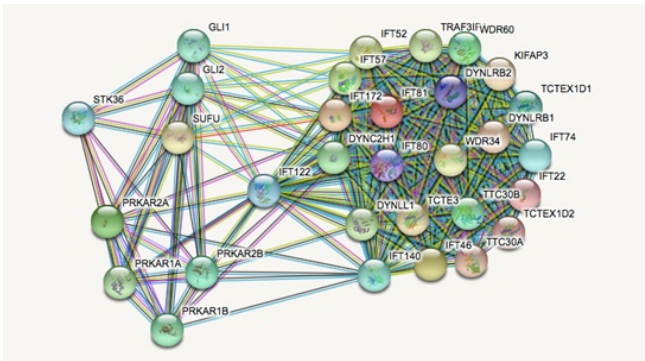 GLI1
IFT52
TRAF3IP1
WDR60
IFT57
KIFAP3
GLI2
DYNLRB2
STK36
IFT172
IFT81
TCTEX1D1
SUFU
DYNLRB1
DYNC2H1
IFT74
IFT80
WDR34
IFT122
IFT22
PRKAR2A
DYNLL1
TCTE3
TTC30B
TCTEX1D2
PRKAR2B
IFT46
TTC30A
PRKAR1A
IFT140
PRKAR1B